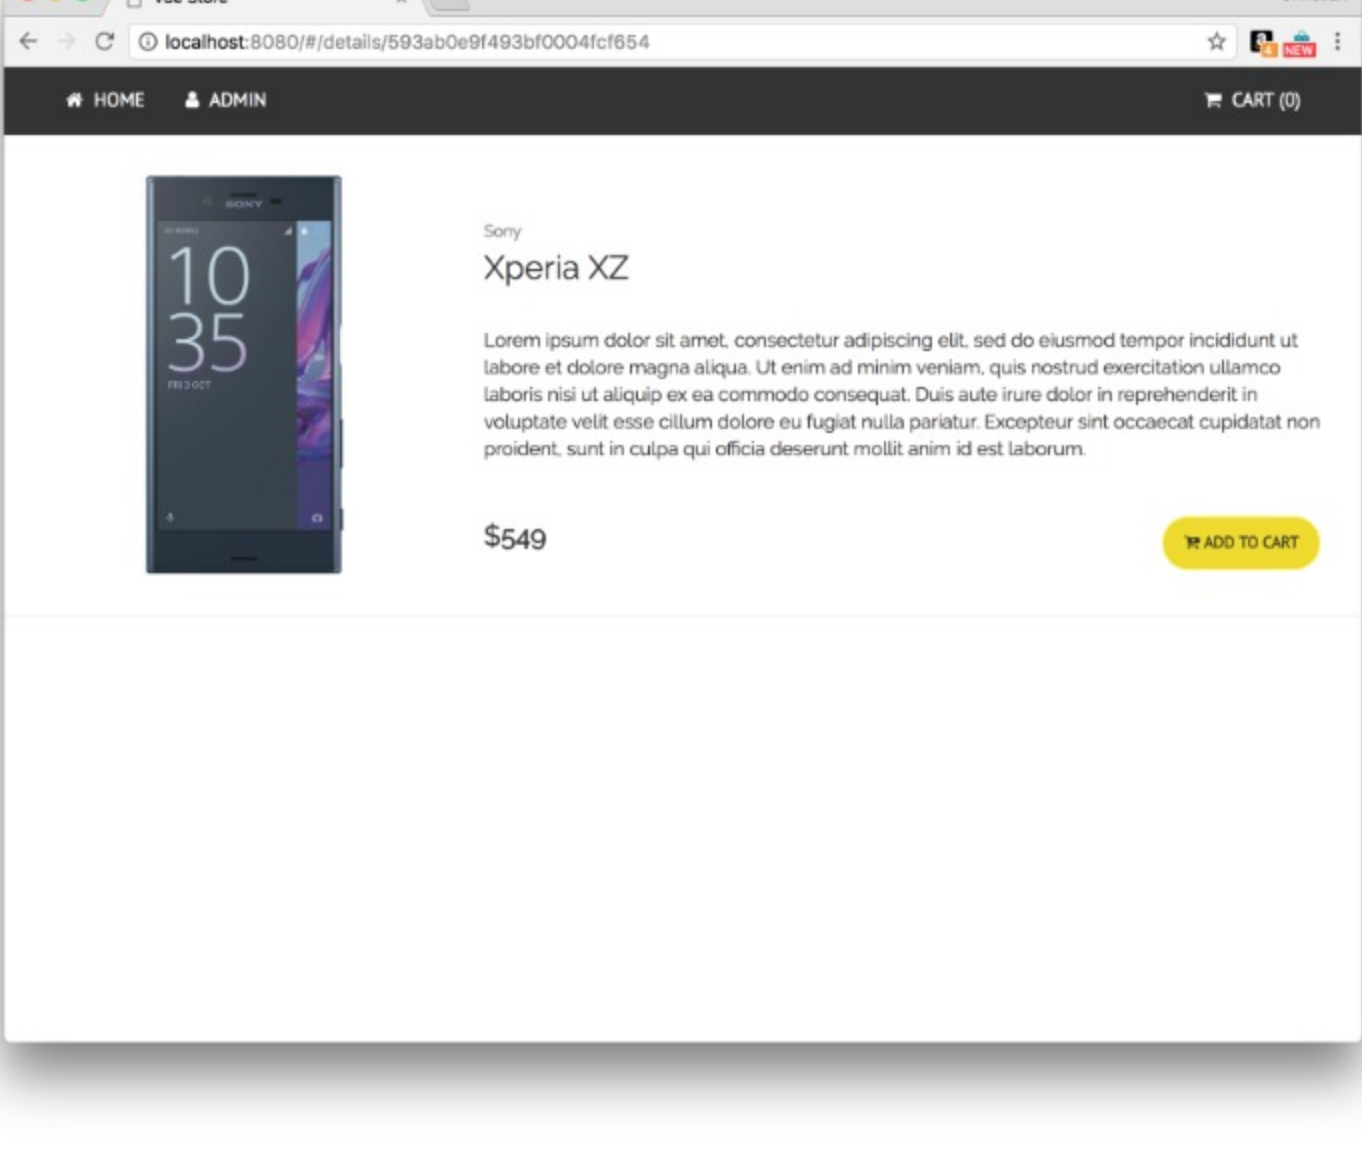 localhost:8080/#/details/593ab0e9f493bf0004fcf654
4
NEW
HOME
ADMIN
CART (0)
SONY
10
35
FRI 3 OCT
Sony
Xperia XZ
Lorem ipsum dolor sit amet, consectetur adipiscing elit, sed do eiusmod tempor incididunt ut
labore et dolore magna aliqua. Ut enim ad minim veniam, quis nostrud exercitation ullamco
laboris nisi ut aliquip ex ea commodo consequat. Duis aute irure dolor in reprehenderit in
voluptate velit esse cillum dolore eu fugiat nulla pariatur. Excepteur sint occaecat cupidatat non
proident, sunt in culpa qui officia deserunt mollit anim id est laborum.
$549
ADD TO CART